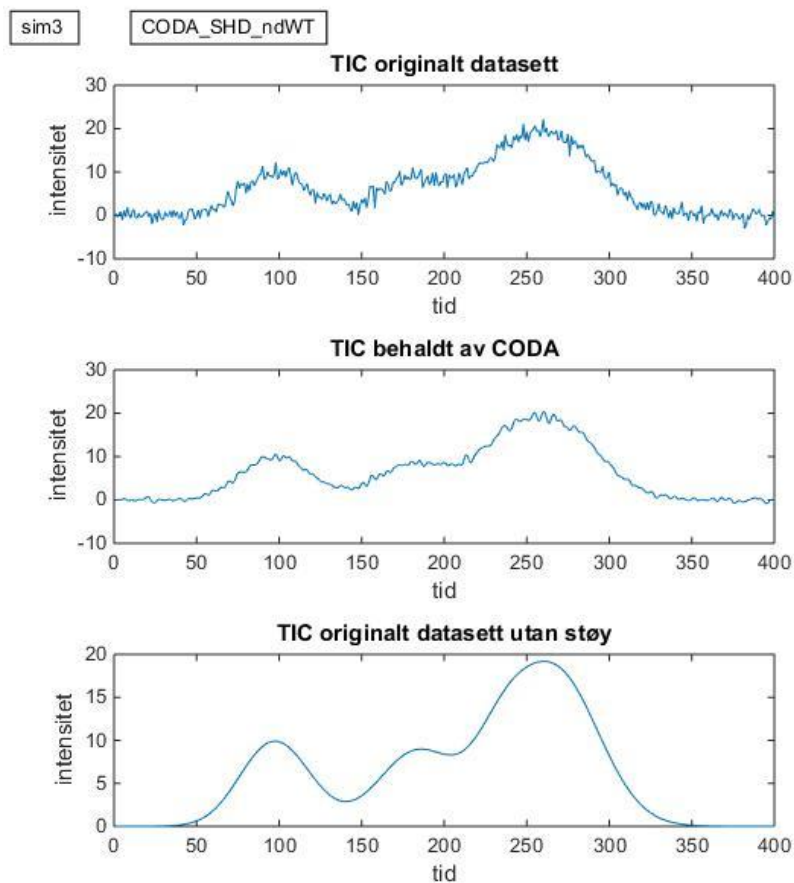 sim3 CODA_SHD_ndWT
TIC originalt datasett
intensitet
30
20
10
0
-10
0 50 100 150 200 250 300 350 400
tid
TIC behaldt av CODA
intensitet
30
20
10
0
-10
0 50 100 150 200 250 300 350 400
tid
TIC originalt datasett utan støy
intensitet
20
15
10
5
0
0 50 100 150 200 250 300 350 400
tid